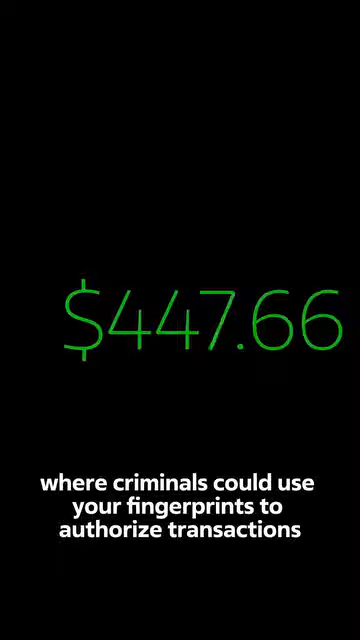 $447.66
where criminals could use
your fingerprints to
authorize transactions